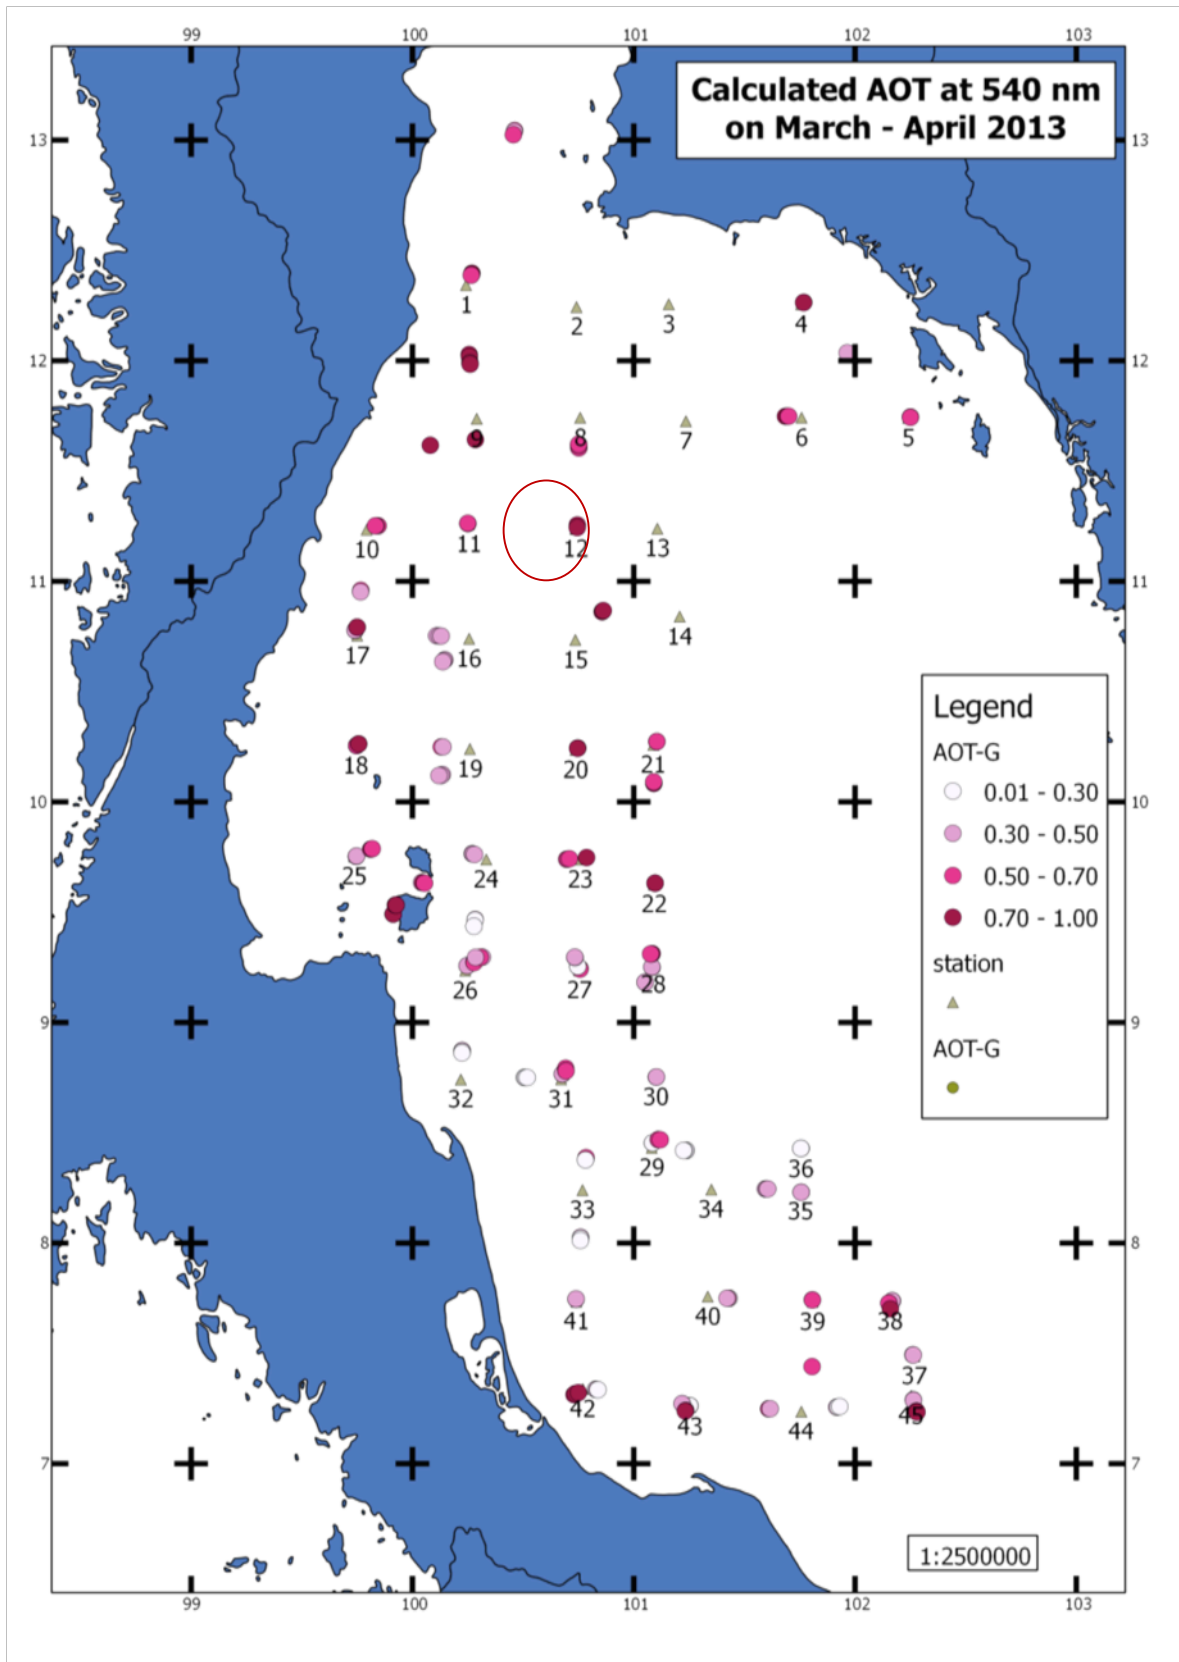 99 100 101 102 103
Calculated AOT at 540 nm
on March - April 2013
13 13
1 2 3 4
12 12
9 8 7 6 5
10 11 12 13
11 11
14
17 16 15
18 19 20 21
Legend
AOT-G
0.01 - 0.30
0.30 - 0.50
0.50 - 0.70
0.70 - 1.00
station
AOT-G
10 10
25 24 23 22
26 27 28
9 9
32 31 30
29 36
33 34 35
8 8
41 40 39 38
37
42 43 44 45
7 7
1:2500000
99 100 101 102 103